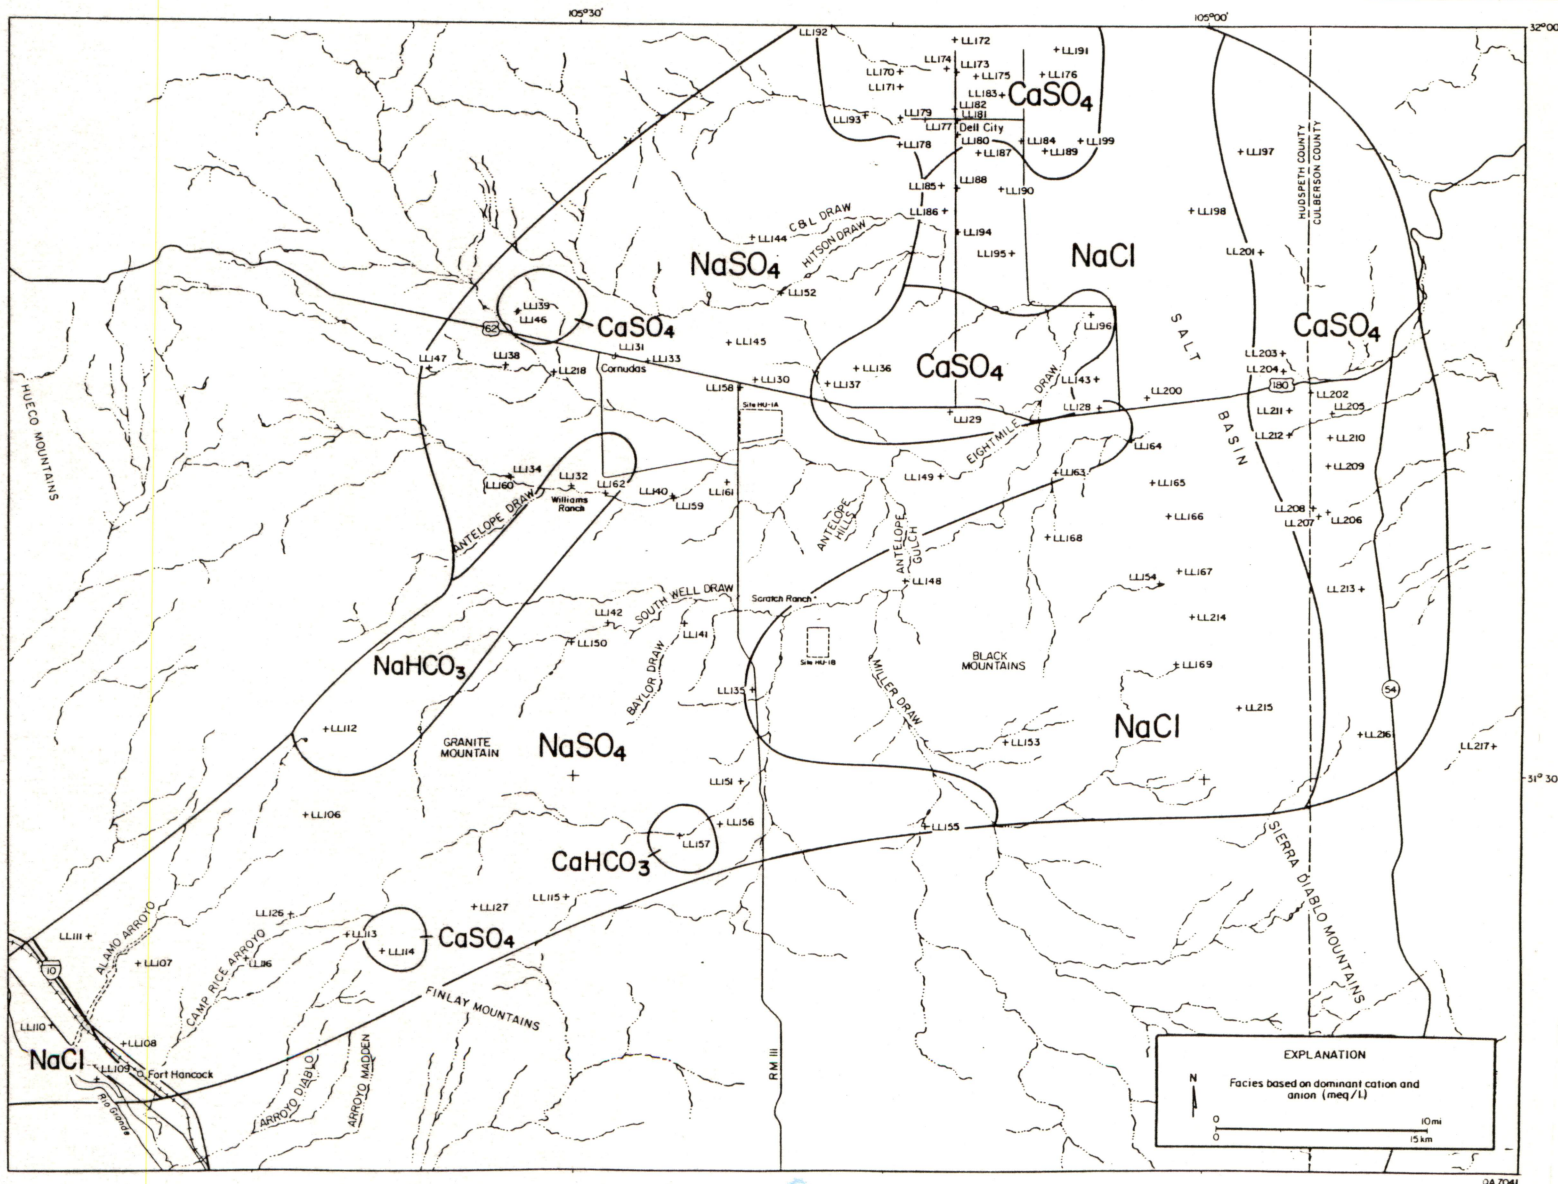 105°30'
105°00'
32°00
LL192
LL172
LL191
LL174
LL173
LL170
LL175
LL176
LL171
LL183
CaSO4
LL182
LL193
LL179
LL181
LL177
Dell City
LL178
LL180
LL184
LL199
LL187
LL189
LL197
HUDSPETH COUNTY
CULBERSON COUNTY
LL185
LL188
LL190
LL186
LL198
C&L DRAW
LL194
LL144
HITSON DRAW
LL195
LL201
NaSO4
NaCl
LL152
LL139
LL146
CaSO4
62
LL196
SALT
CaSO4
LL131
LL145
LL147
LL138
LL133
LL203
CaSO4
LL136
LL204
Cornudas
LL218
LL130
LL137
LL143
180
LL158
DRAW
LL200
LL202
HUECO MOUNTAINS
Site HU-1A
LL128
LL205
LL129
LL211
BASIN
EIGHTMILE
LL212
LL210
LL164
LL134
LL132
LL162
LL140
LL161
LL149
LL163
LL209
LL160
LL165
Williams
Ranch
LL159
ANTELOPE
HILLS
LL166
LL208
LL206
LL207
ANTELOPE DRAW
ANTELOPE
GULCH
LL168
LL148
LL154
LL167
LL213
SOUTH WELL DRAW
Scratch Ranch
LL142
LL214
LL141
LL150
BLACK
MOUNTAINS
Site HU-1B
NaHCO3
LL169
BAYLOR DRAW
LL135
MILLER DRAW
54
LL215
LL112
NaCl
GRANITE
MOUNTAIN
NaSO4
LL153
LL216
LL217
31°30
LL151
LL106
LL156
LL155
LL157
CaHCO3
SIERRA DIABLO MOUNTAINS
LL115
LL127
LL126
LL111
LL113
CaSO4
LL114
ALAMO ARROYO
CAMP RICE ARROYO
LL107
LL116
10
FINLAY MOUNTAINS
LL110
LL108
NaCl
LL109
Fort Hancock
Rio Grande
ARROYO DIABLO
ARROYO MADDEN
RM III
EXPLANATION
N
Facies based on dominant cation and
anion (meq/l)
0
10 mi
0
15 km
QA7041